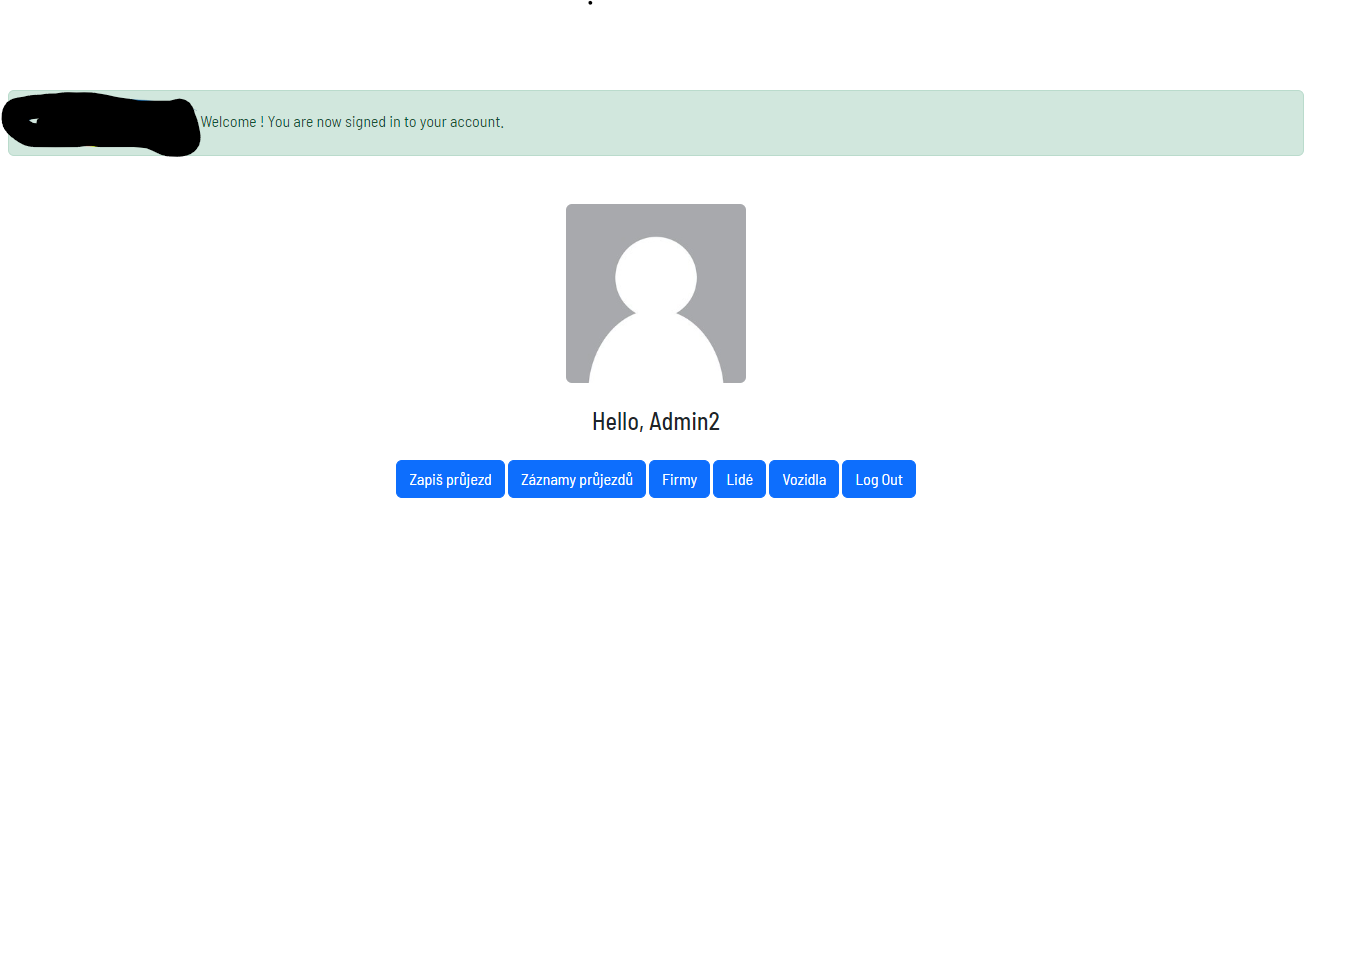 Welcome ! You are now signed in to your account.
Hello, Admin2
Zapiš průjezd Záznamy průjezdů Firmy Lidé Vozidla Log Out